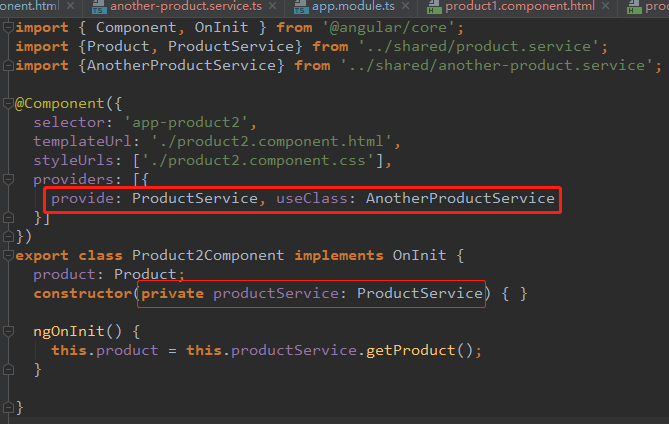 onent.html × another-product.service.ts × app.module.ts × product1.component.html × proc
import { Component, OnInit } from '@angular/core';
import {Product, ProductService} from '../shared/product.service';
import {AnotherProductService} from '../shared/another-product.service';
@Component({
selector: 'app-product2',
templateUrl: './product2.component.html',
styleUrls: ['./product2.component.css'],
providers: [{
provide: ProductService, useClass: AnotherProductService
}]
})
export class Product2Component implements OnInit {
product: Product;
constructor(private productService: ProductService) { }
ngOnInit() {
this.product = this.productService.getProduct();
}
}